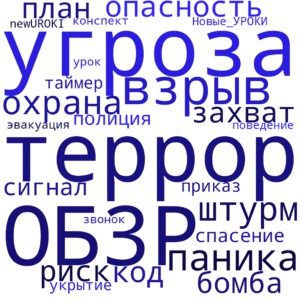 план опасность
newUROKI конспект Новые_УРОКИ
угроза
урок
таймер взрыв
охрана захват
эвакуация полиция поведение
террор
сигнал приказ
ОБЗР
звонок штурм
спасение
риск код паника
укрытие бомба